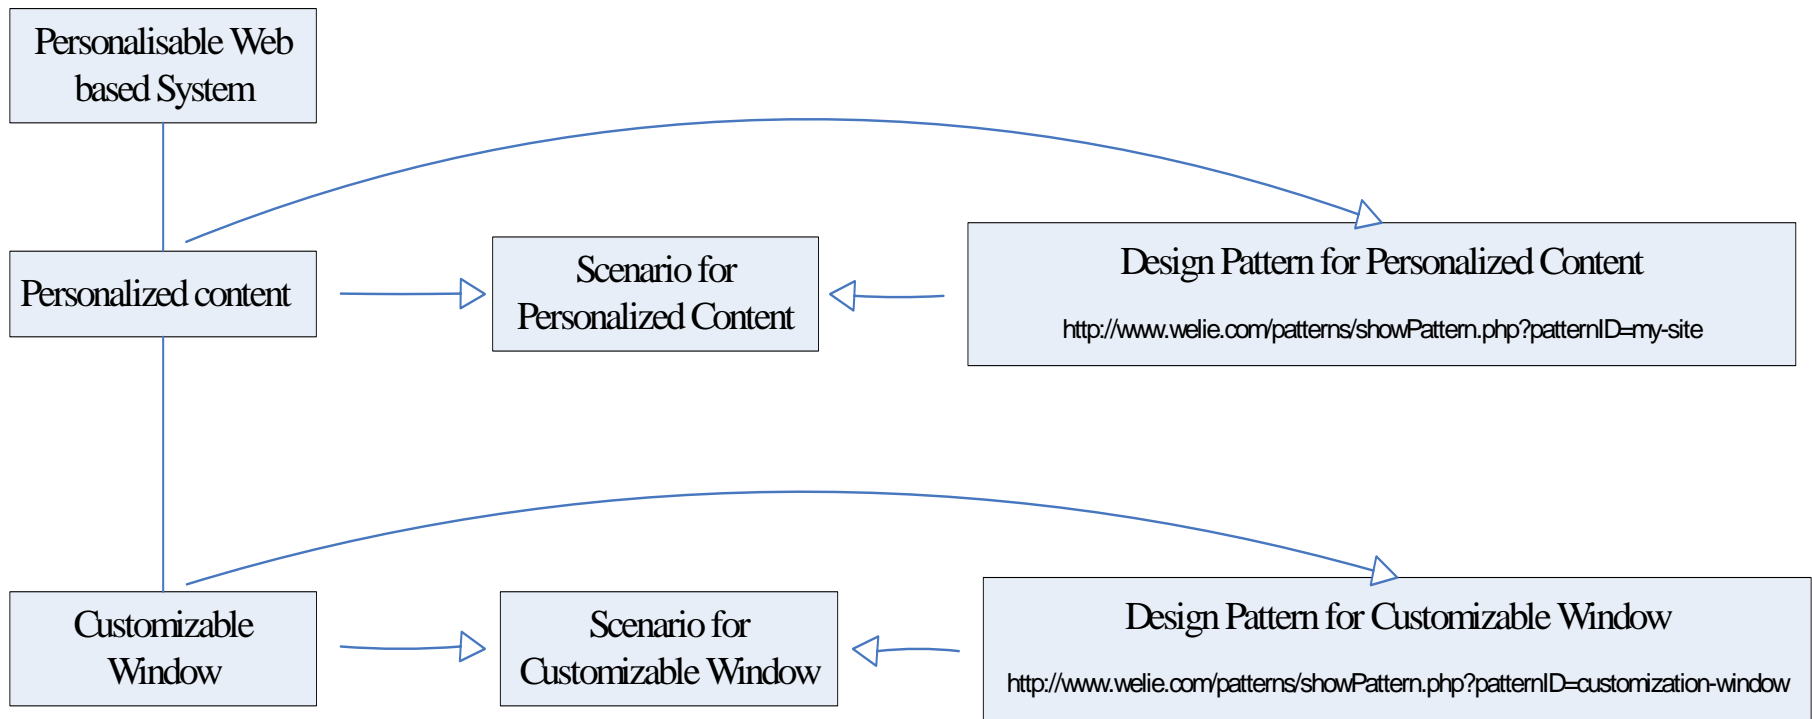 Personalisable Web
based System
Personalized content
Scenario for
Personalized Content
Design Pattern for Personalized Content
http://www.welie.com/patterns/showPattern.php?patternID=my-site
Customizable
Window
Scenario for
Customizable Window
Design Pattern for Customizable Window
http://www.welie.com/patterns/showPattern.php?patternID=customization-window